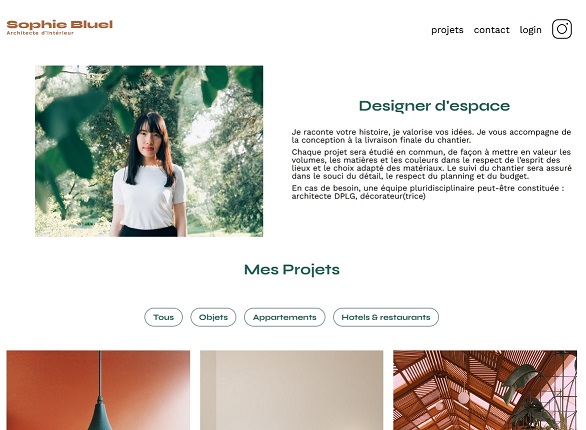 Sophie Bluel
Architecte d'intérieur
projets contact login
Designer d'espace
Je raconte votre histoire, je valorise vos idées. Je vous accompagne de
la conception à la livraison finale du chantier.
Chaque projet sera étudié en commun, de façon à mettre en valeur les
volumes, les matières et les couleurs dans le respect de l'esprit des
lieux et le choix adapté des matériaux. Le suivi du chantier sera assuré
dans le souci du détail, le respect du planning et du budget.
En cas de besoin, une équipe pluridisciplinaire peut-être constituée :
architecte DPLG, décorateur(trice)
Mes Projets
Tous Objets Appartements Hotels & restaurants